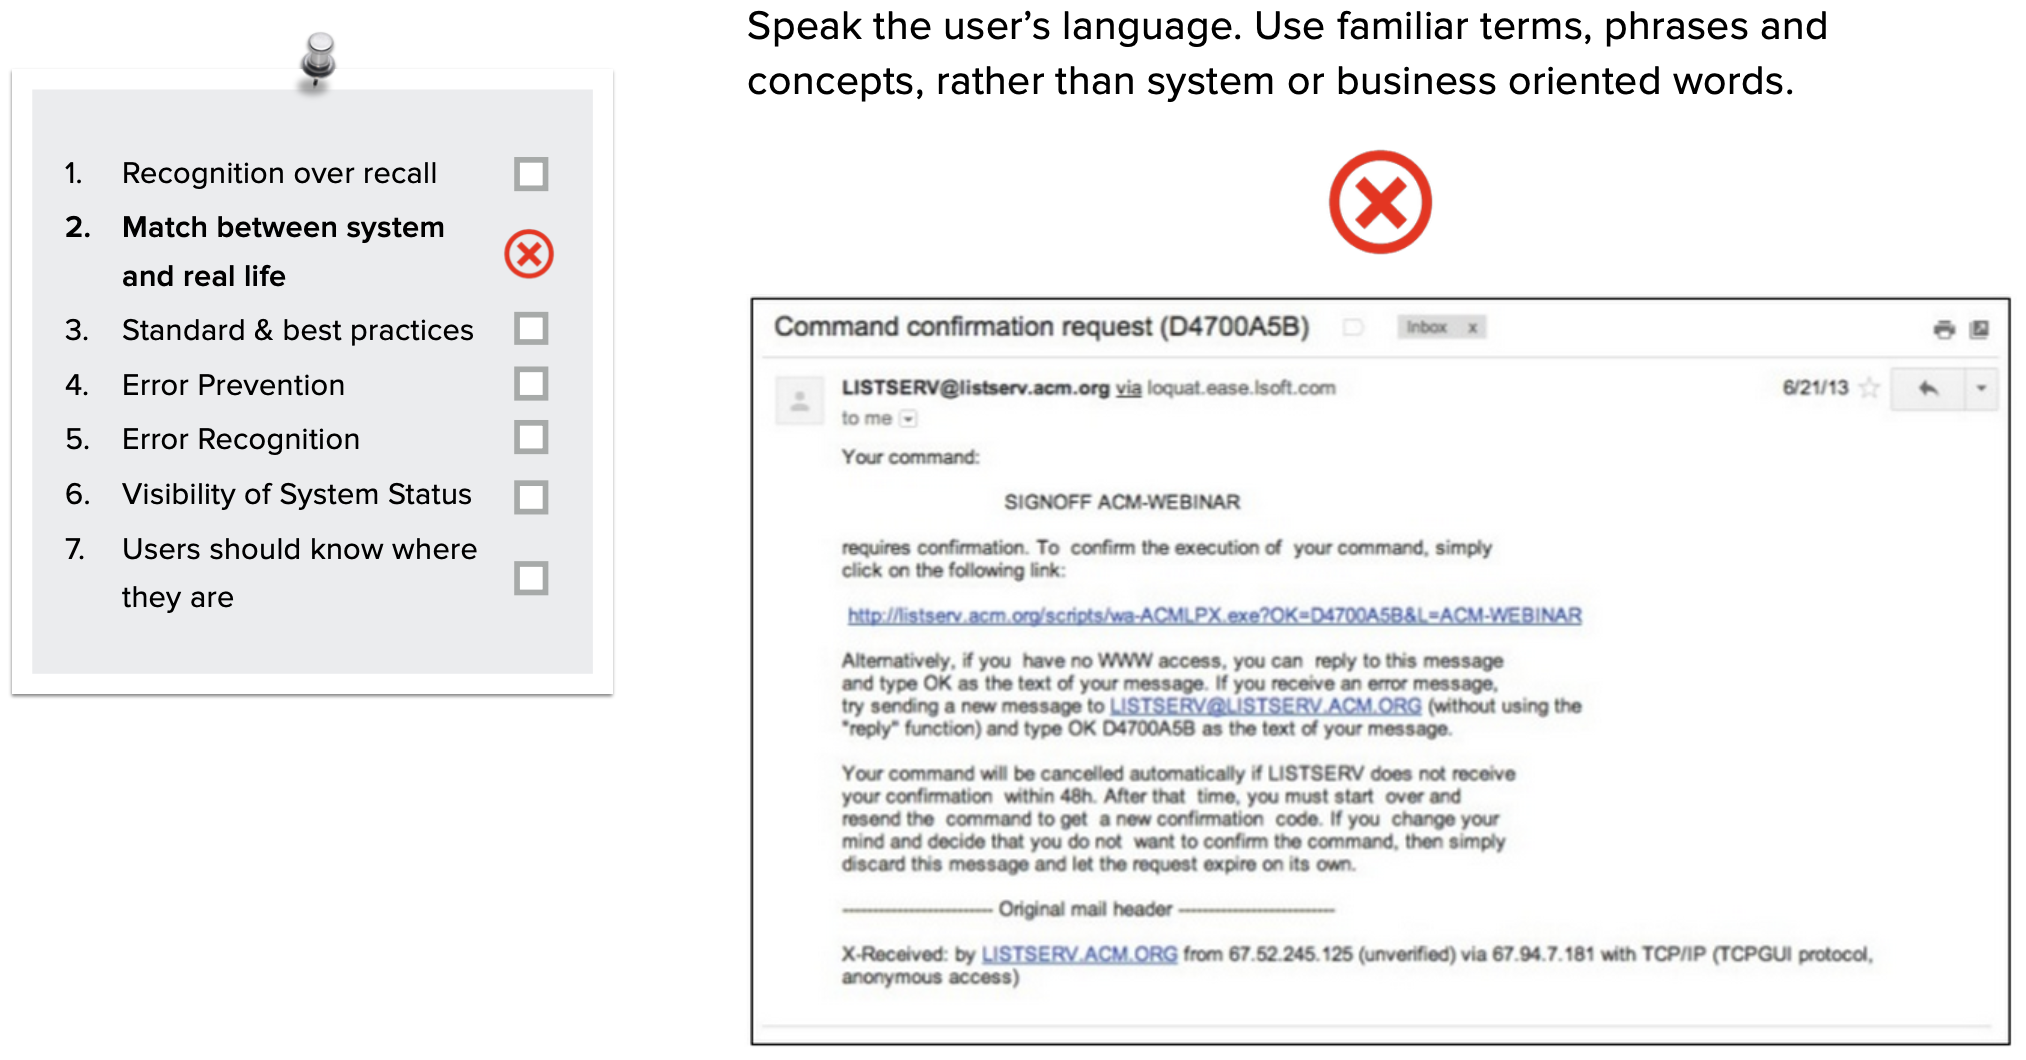 Speak the user's language. Use familiar terms, phrases and
concepts, rather than system or business oriented words.
1. Recognition over recall
2. Match between system
and real life
3. Standard & best practices
4. Error Prevention
5. Error Recognition
6. Visibility of System Status
7. Users should know where
they are
Command confirmation request (D4700A5B) Inbox x
LISTSERV@listserv.acm.org via loquat.ease.lsoft.com 6/21/13
to me
Your command:
SIGNOFF ACM-WEBINAR
requires confirmation. To confirm the execution of your command, simply
click on the following link:
http://listserv.acm.org/scripts/wa-ACMLPX.exe?OK=D4700A5B&L=ACM-WEBINAR
Alternatively, if you have no WWW access, you can reply to this message
and type OK as the text of your message. If you receive an error message,
try sending a new message to LISTSERV@LISTSERV.ACM.ORG (without using the
"reply" function) and type OK D4700A5B as the text of your message.
Your command will be cancelled automatically if LISTSERV does not receive
your confirmation within 48h. After that time, you must start over and
resend the command to get a new confirmation code. If you change your
mind and decide that you do not want to confirm the command, then simply
discard this message and let the request expire on its own.
---------------------------- Original mail header ----------------------------
X-Received: by LISTSERV.ACM.ORG from 67.52.245.125 (unverified) via 67.94.7.181 with TCP/IP (TCPGUI protocol,
anonymous access)